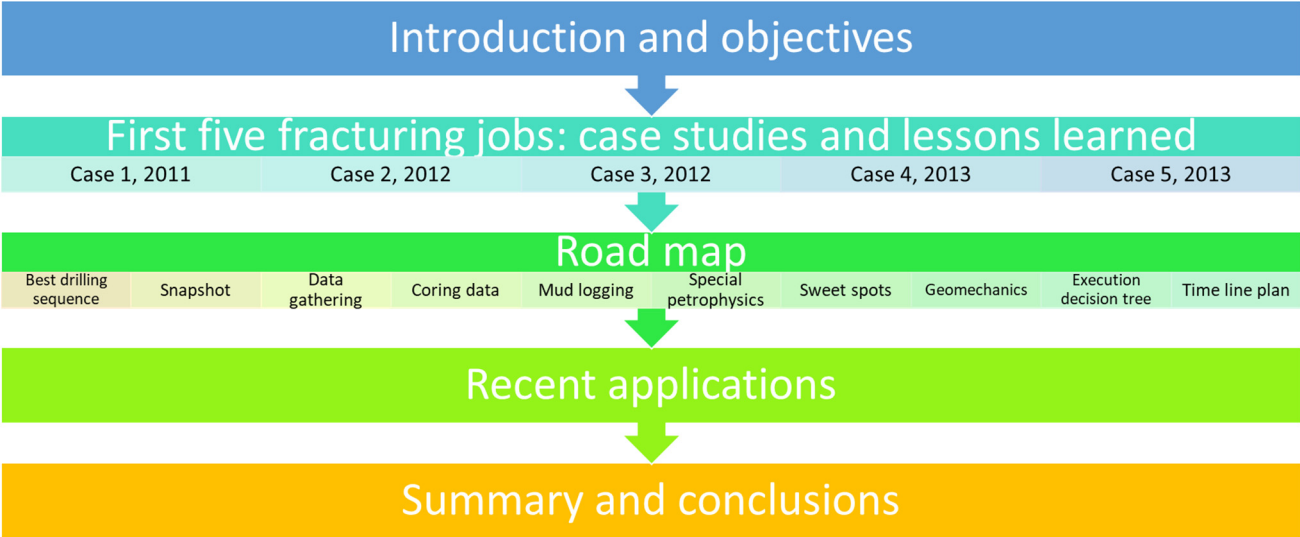 Introduction and objectives
First five fracturing jobs: case studies and lessons learned
Case 1, 2011
Case 2, 2012
Case 3, 2012
Case 4, 2013
Case 5, 2013
Road map
Best drilling
sequence
Snapshot
Data
gathering
Coring data
Mud logging
Special
petrophysics
Sweet spots
Geomechanics
Execution
decision tree
Time line plan
Recent applications
Summary and conclusions